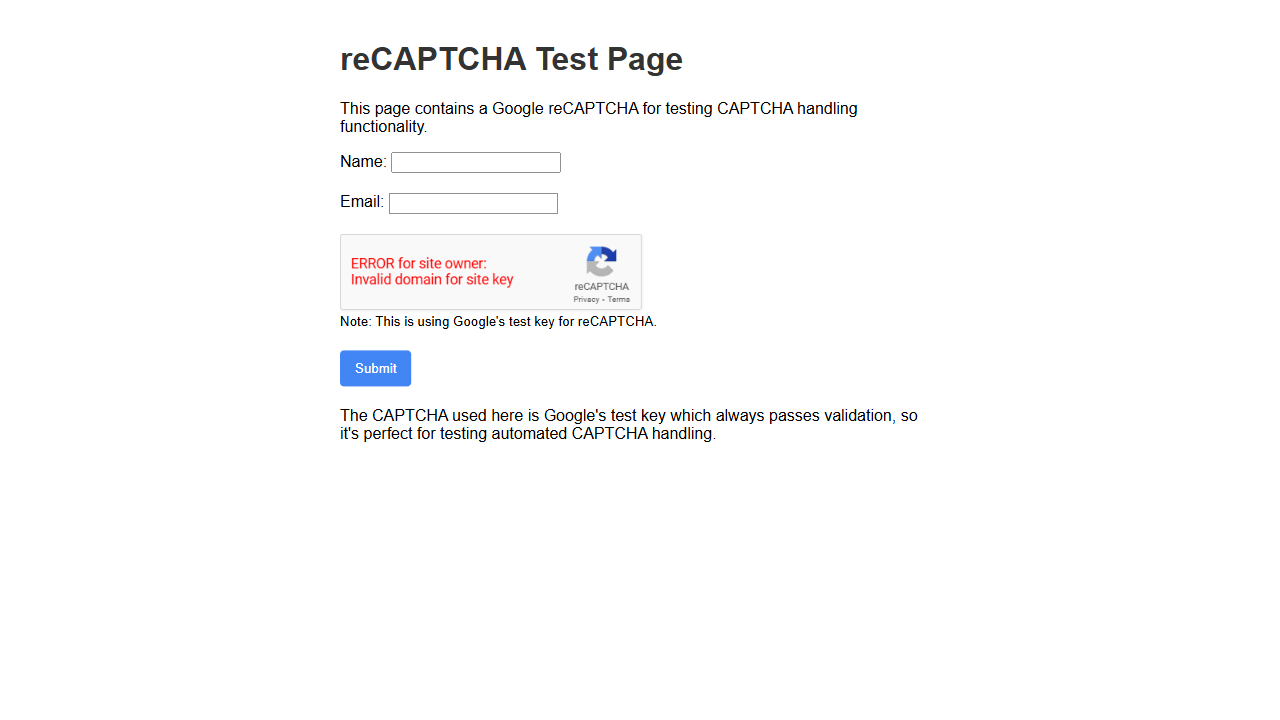 reCAPTCHA Test Page
This page contains a Google reCAPTCHA for testing CAPTCHA handling
functionality.
Name:
Email:
ERROR for site owner:
Invalid domain for site key
reCAPTCHA
Privacy - Terms
Note: This is using Google's test key for reCAPTCHA.
Submit
The CAPTCHA used here is Google's test key which always passes validation, so
it's perfect for testing automated CAPTCHA handling.